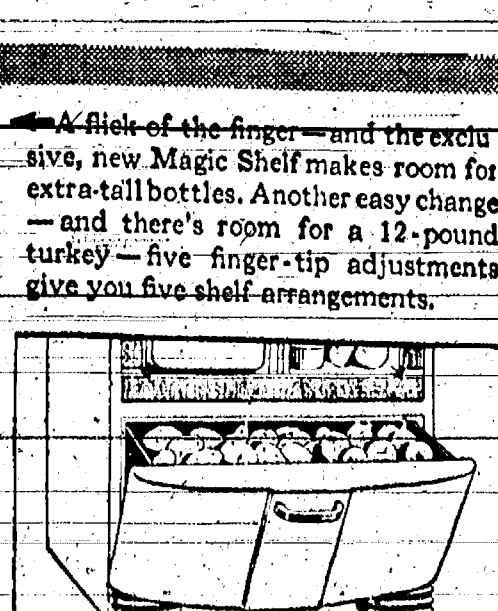 A flick of the finger—and the exclu
sive, new Magic Shelf makes room for
extra-tall bottles. Another easy change
—and there's room for a 12-pound
turkey—five finger-tip adjustments
give you five shelf arrangements.